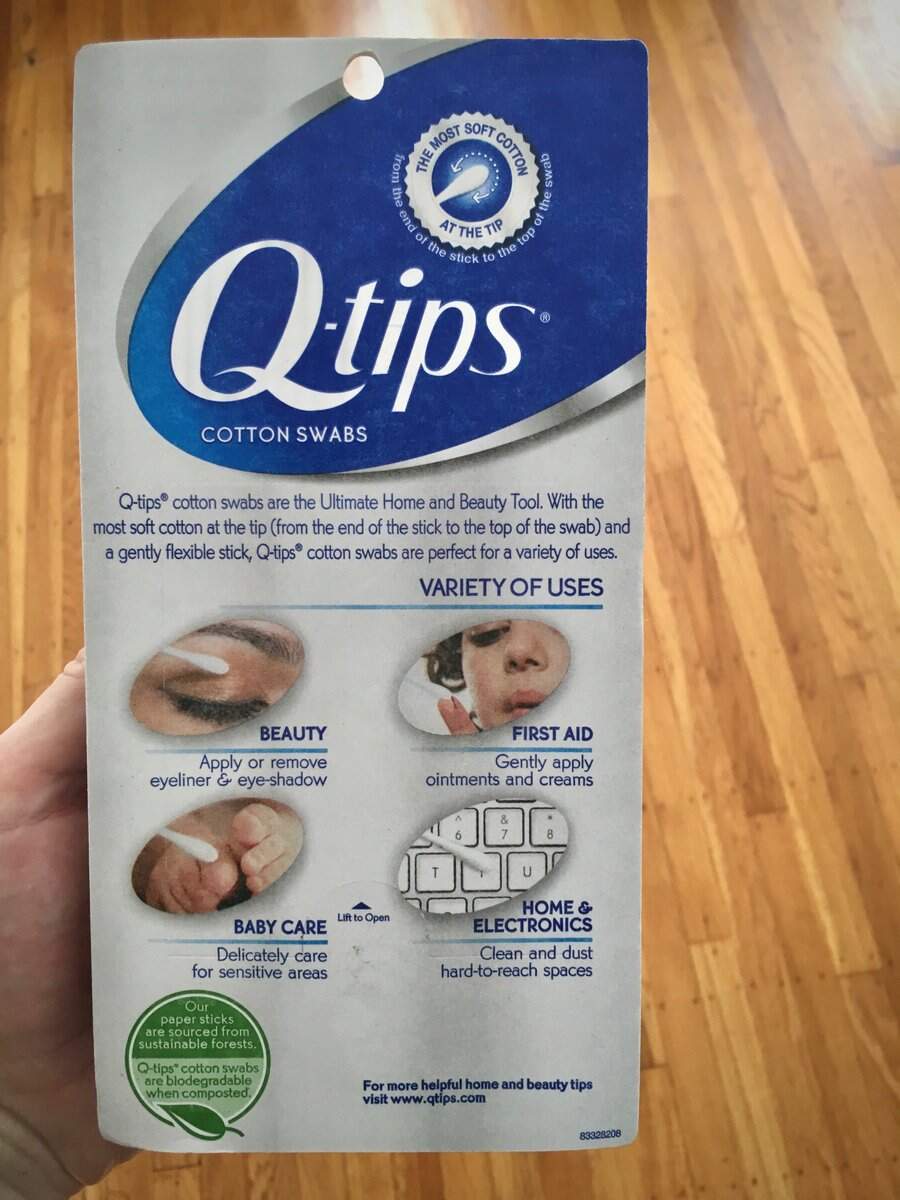 THE MOST SOFT COTTON
AT THE TIP
from the end of the stick to the top of the swab
Q-tips®
COTTON SWABS
Q-tips® cotton swabs are the Ultimate Home and Beauty Tool. With the
most soft cotton at the tip (from the end of the stick to the top of the swab) and
a gently flexible stick, Q-tips® cotton swabs are perfect for a variety of uses.
VARIETY OF USES
BEAUTY
Apply or remove
eyeliner & eye-shadow
FIRST AID
Gently apply
ointments and creams
^ & *
6 7 8
T U
BABY CARE
Delicately care
for sensitive areas
Lift to Open
HOME &
ELECTRONICS
Clean and dust
hard-to-reach spaces
Our
paper sticks
are sourced from
sustainable forests.
Q-tips® cotton swabs
are biodegradable
when composted.
For more helpful home and beauty tips
visit www.qtips.com
83328208